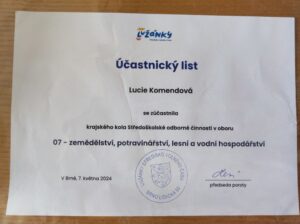 LUŽÁNKY
Účastnický list
Lucie Komendová
se zúčastnila
krajského kola Středoškolské odborné činnosti v oboru
07 - zemědělství, potravinářství, lesní a vodní hospodářství
V Brně, 7. května 2024
předseda poroty